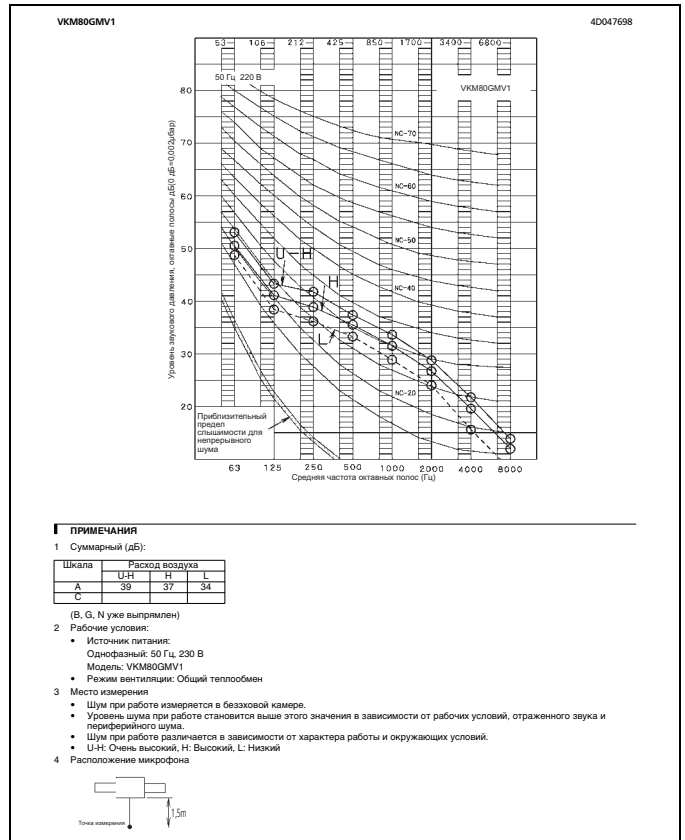 VKM80GMV1
4D047698
53 106 212 425 850 1700 3400 6800
50 Гц 220 В
VKM80GMV1
80
NC-70
70
NC-60
60
NC-50
50
U-H
H
NC-40
40
L
30
NC-20
20
Приблизительный
предел
слышимости для
непрерывного
шума
Уровень звукового давления, октавные полосы дБ(0 дБ=0,002μбар)
63 125 250 500 1000 2000 4000 8000
Средняя частота октавных полос (Гц)
ПРИМЕЧАНИЯ
1 Суммарный (дБ):
Шкала Расход воздуха
U-H H L
A 39 37 34
C
(B, G, N уже выпрямлен)
2 Рабочие условия:
• Источник питания:
Однофазный: 50 Гц, 230 В
Модель: VKM80GMV1
• Режим вентиляции: Общий теплообмен
3 Место измерения
• Шум при работе измеряется в безэховой камере.
• Уровень шума при работе становится выше этого значения в зависимости от рабочих условий, отраженного звука и
периферийного шума.
• Шум при работе различается в зависимости от характера работы и окружающих условий.
• U-H: Очень высокий, H: Высокий, L: Низкий
4 Расположение микрофона
1,5m
Точка измерения